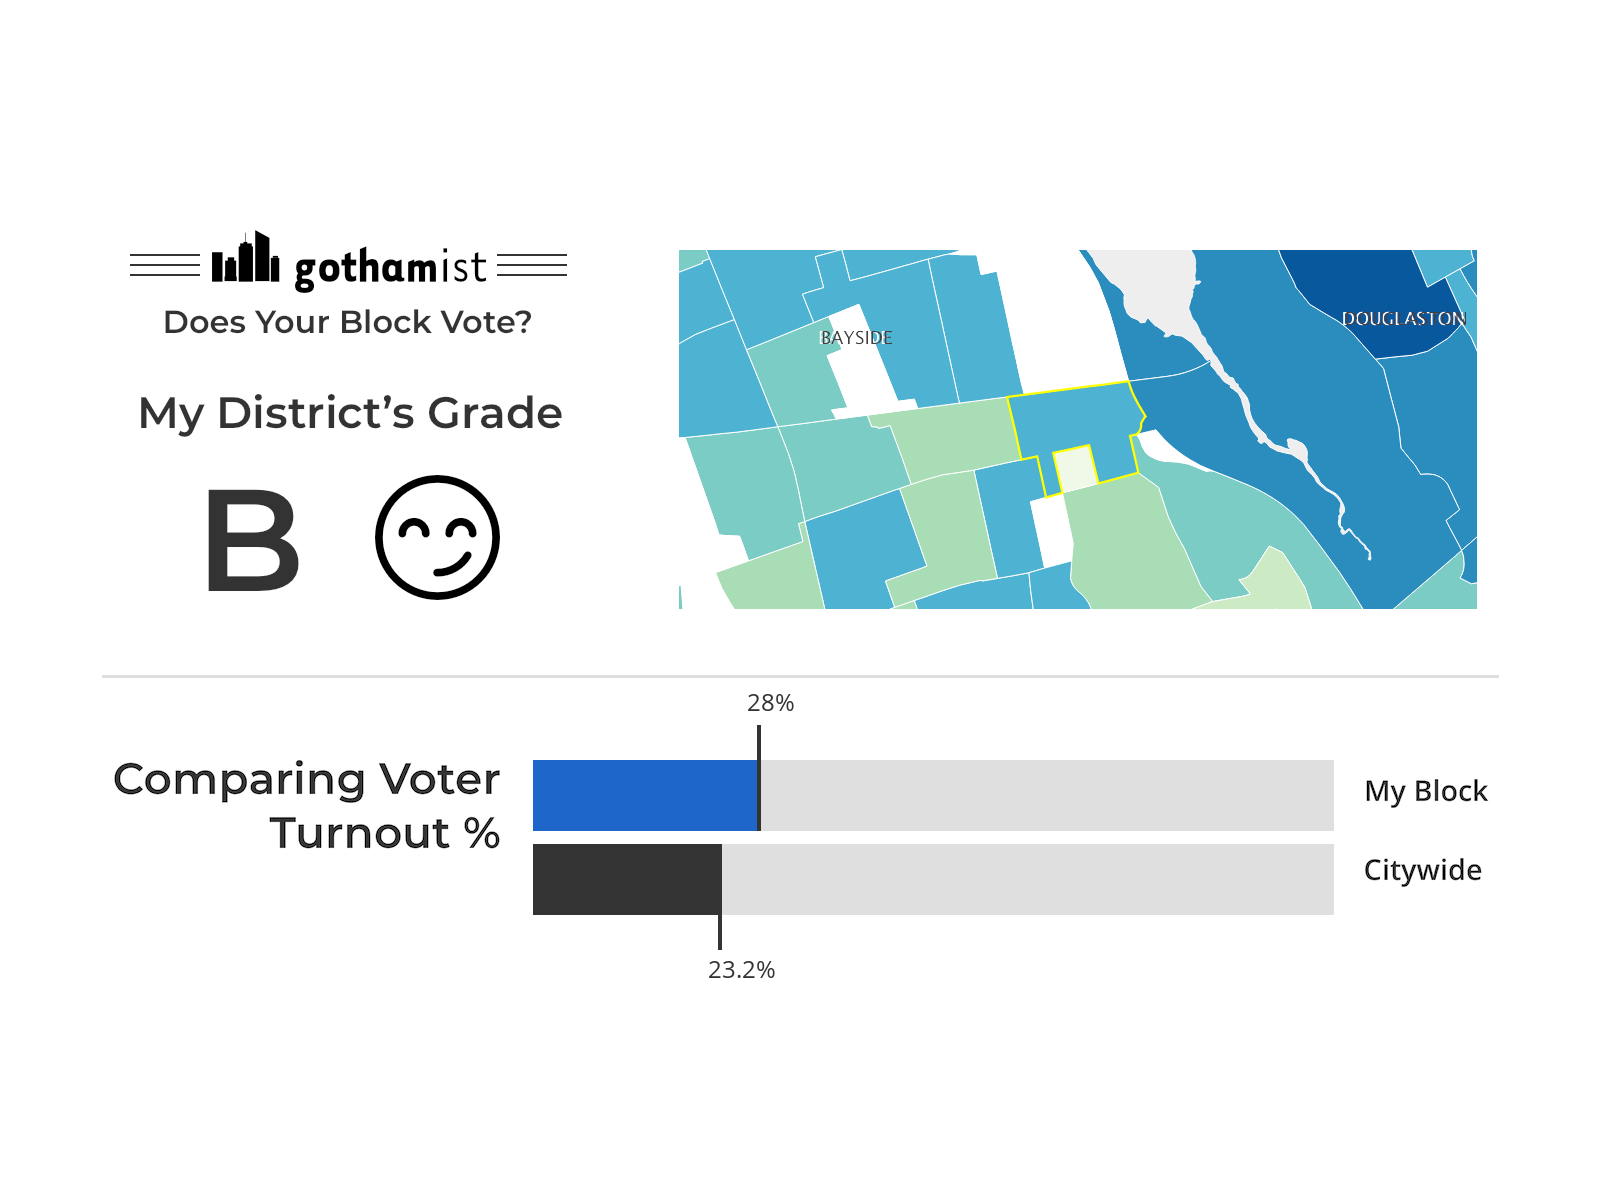 gothamist
Does Your Block Vote?
My District’s Grade
B
BAYSIDE
DOUGLASTON
28%
Comparing Voter
Turnout %
My Block
Citywide
23.2%